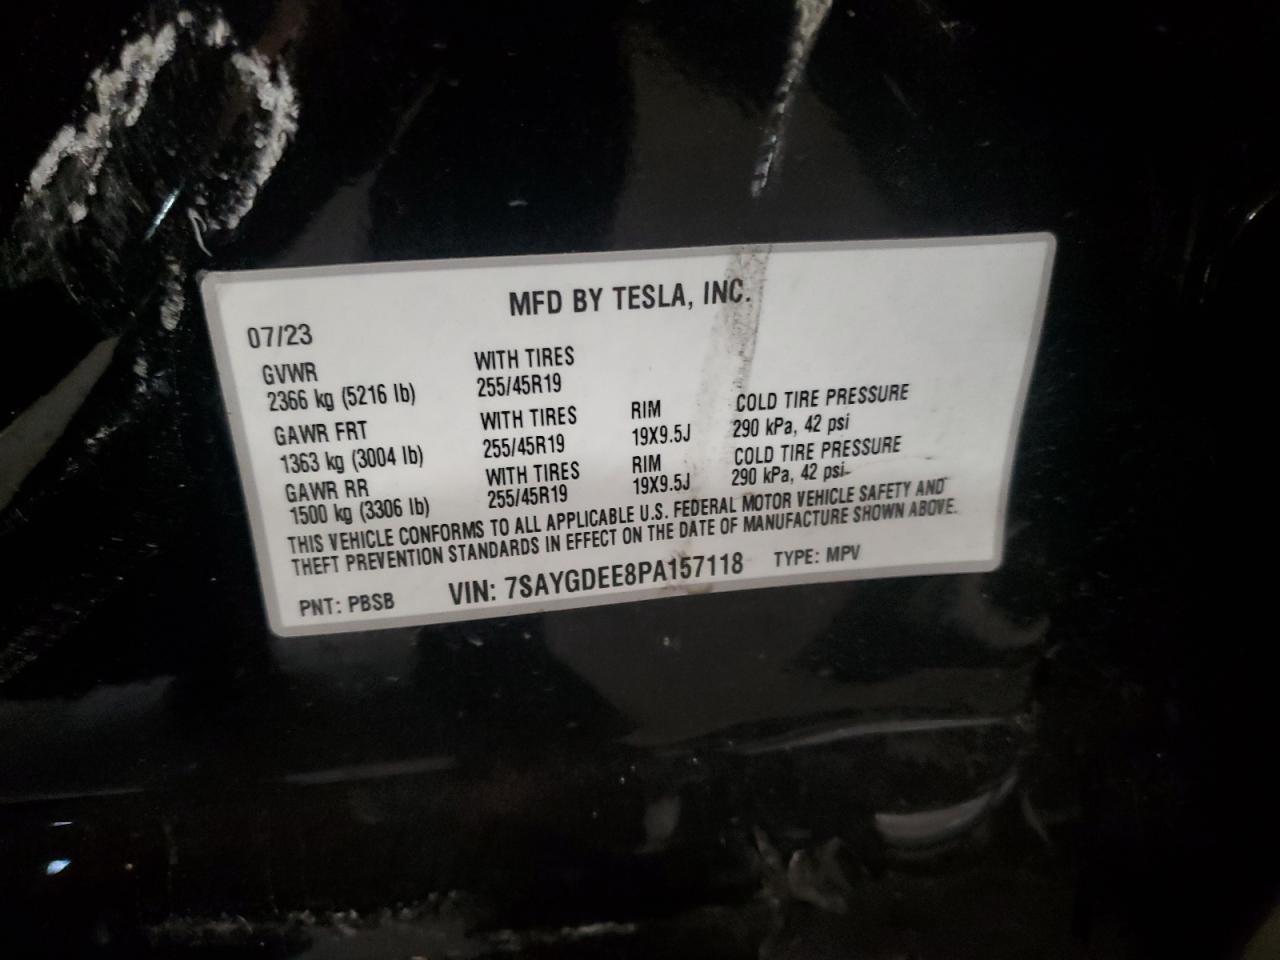 MFD BY TESLA, INC.
07/23
GVWR WITH TIRES
2366 kg (5216 lb) 255/45R19
GAWR FRT WITH TIRES RIM COLD TIRE PRESSURE
1363 kg (3004 lb) 255/45R19 19X9.5J 290 kPa, 42 psi
GAWR RR WITH TIRES RIM COLD TIRE PRESSURE
1500 kg (3306 lb) 255/45R19 19X9.5J 290 kPa, 42 psi
THIS VEHICLE CONFORMS TO ALL APPLICABLE U.S. FEDERAL MOTOR VEHICLE SAFETY AND
THEFT PREVENTION STANDARDS IN EFFECT ON THE DATE OF MANUFACTURE SHOWN ABOVE.
PNT: PBSB VIN: 7SAYGDEE8PA157118 TYPE: MPV